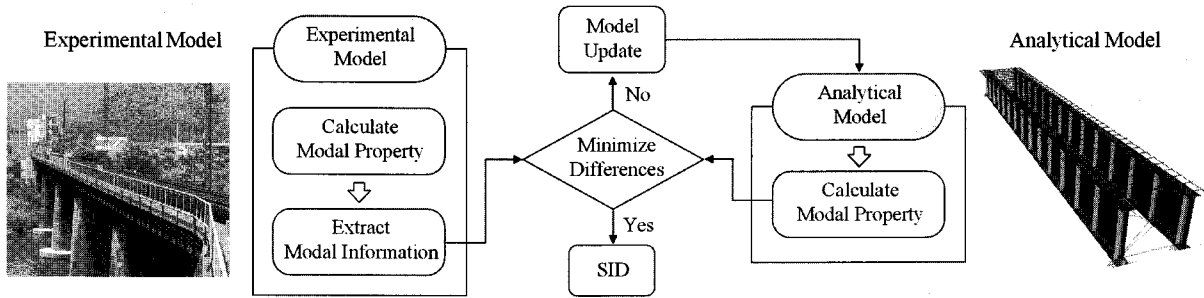 Experimental Model
Experimental
Model
Calculate
Modal Property
Extract
Modal Information
Model
Update
No
Minimize
Differences
Yes
SID
Analytical
Model
Calculate
Modal Property
Analytical Model